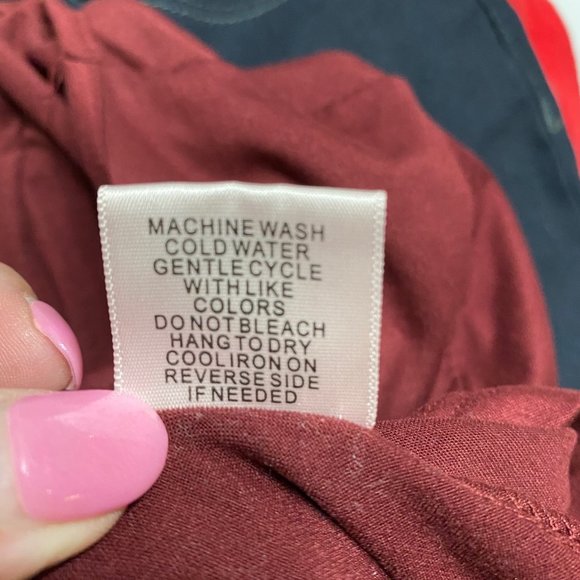 MACHINE WASH
COLD WATER
GENTLE CYCLE
WITH LIKE
COLORS
DO NOT BLEACH
HANG TO DRY
COOL IRON ON
REVERSE SIDE
IF NEEDED